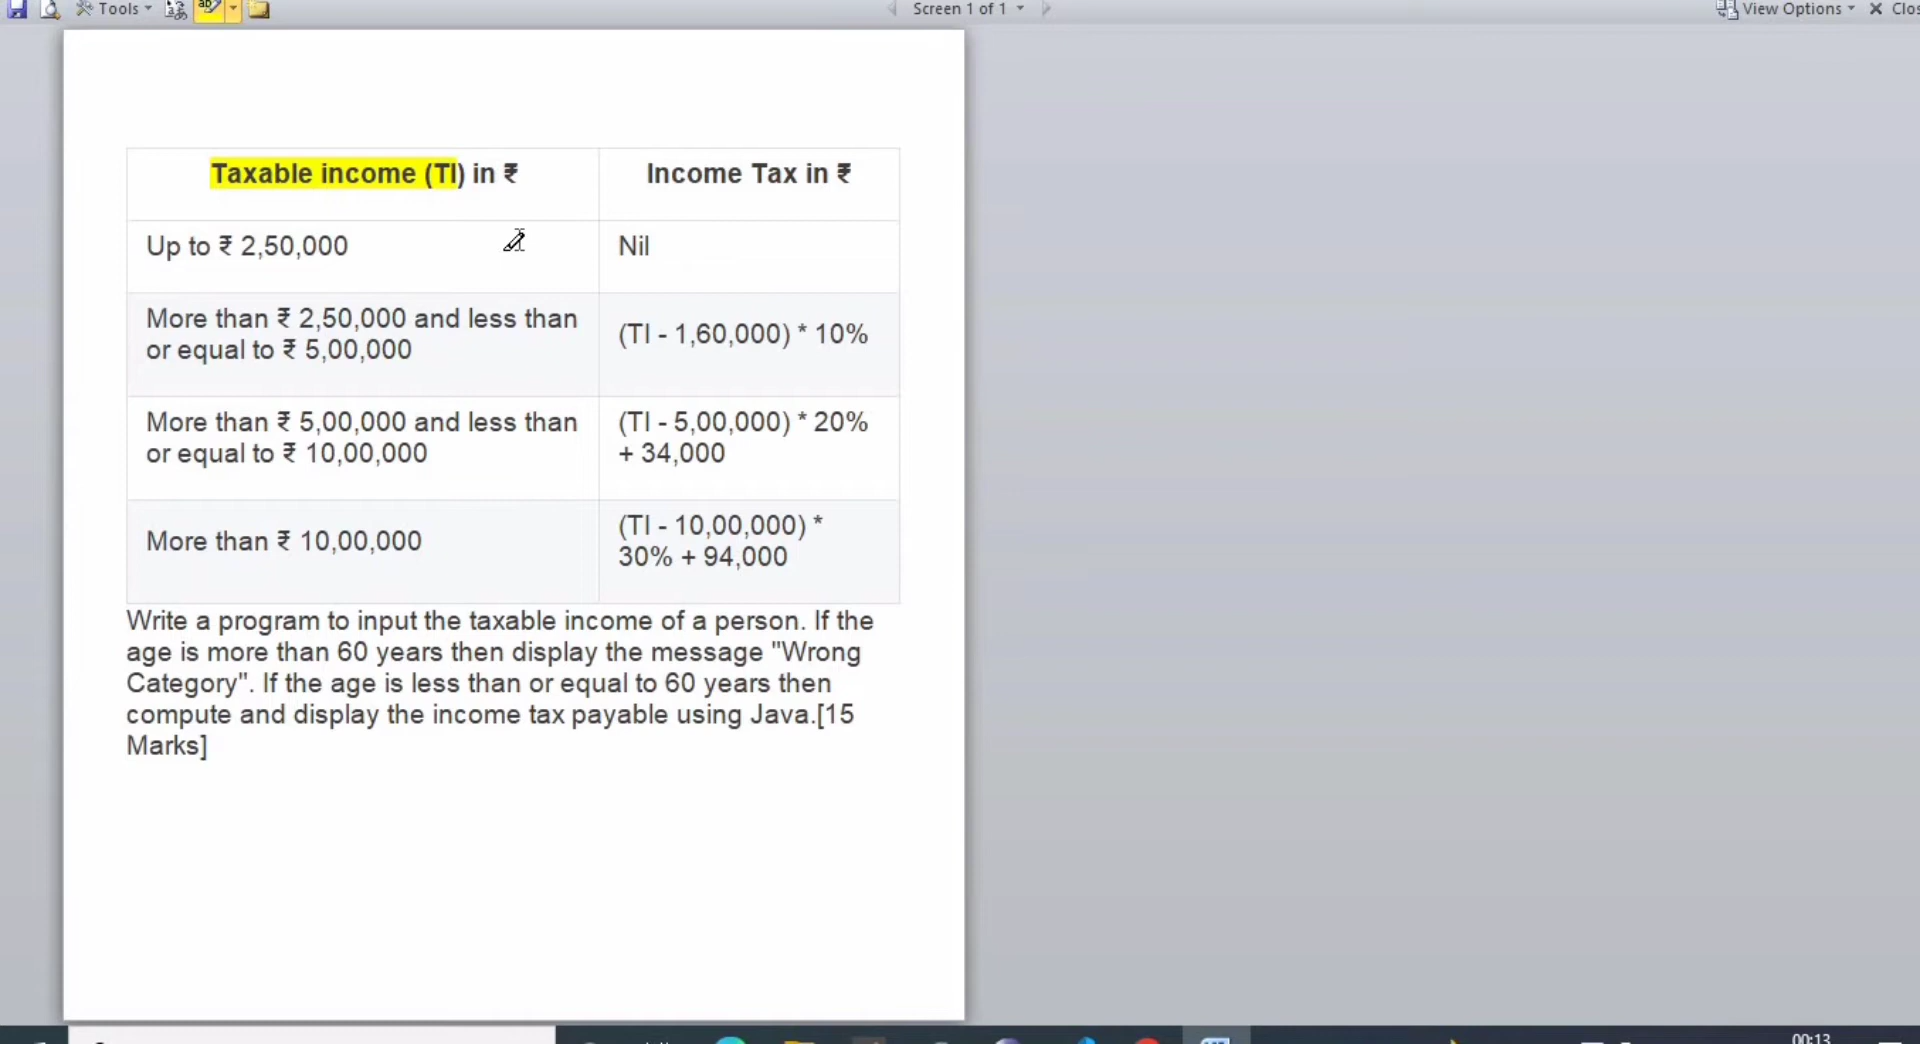 Tools
Screen 1 of 1
View Options
Clos
Taxable income (TI) in ₹
Income Tax in ₹
Up to ₹ 2,50,000
Nil
More than ₹ 2,50,000 and less than
or equal to ₹ 5,00,000
(TI - 1,60,000) * 10%
More than ₹ 5,00,000 and less than
or equal to ₹ 10,00,000
(TI - 5,00,000) * 20%
+ 34,000
More than ₹ 10,00,000
(TI - 10,00,000) *
30% + 94,000
Write a program to input the taxable income of a person. If the
age is more than 60 years then display the message "Wrong
Category". If the age is less than or equal to 60 years then
compute and display the income tax payable using Java.[15
Marks]
00:13